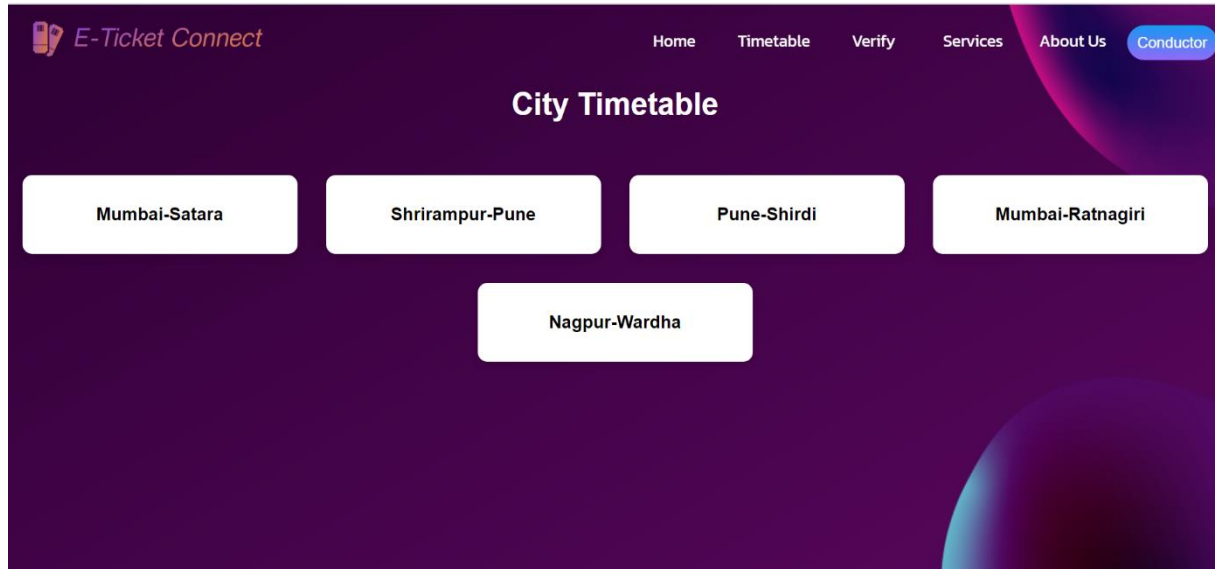 E-Ticket Connect Home Timetable Verify Services About Us Conductor
City Timetable
Mumbai-Satara Shrirampur-Pune Pune-Shirdi Mumbai-Ratnagiri
Nagpur-Wardha